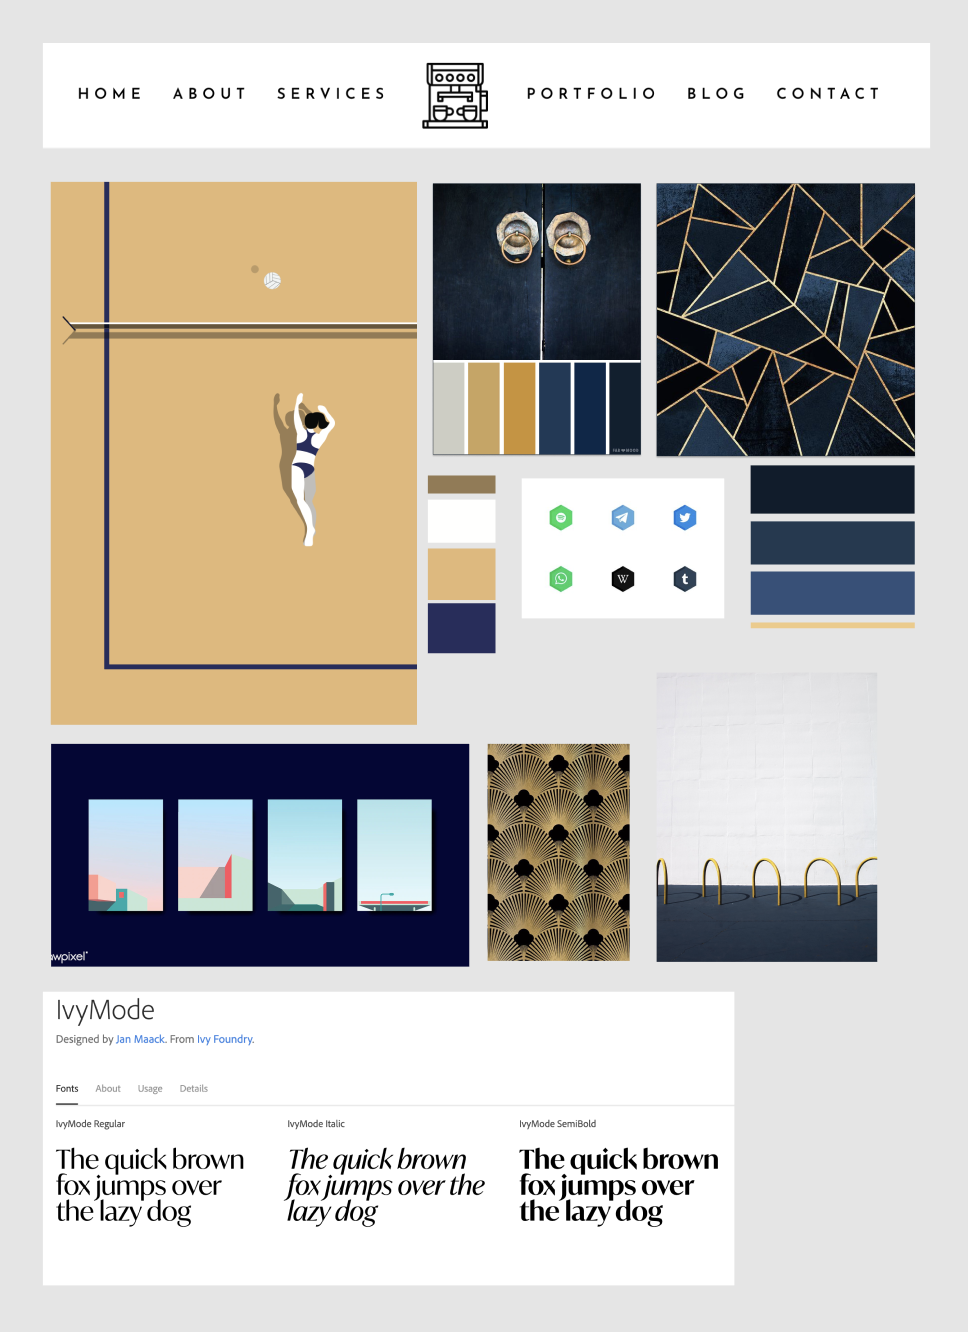 HOME ABOUT SERVICES PORTFOLIO BLOG CONTACT
W
t
awpixel
IvyMode
Designed by Jan Maack. From Ivy Foundry.
Fonts About Usage Details
IvyMode Regular
The quick brown
fox jumps over
the lazy dog
IvyMode Italic
The quick brown
fox jumps over the
lazy dog
IvyMode SemiBold
The quick brown
fox jumps over
the lazy dog